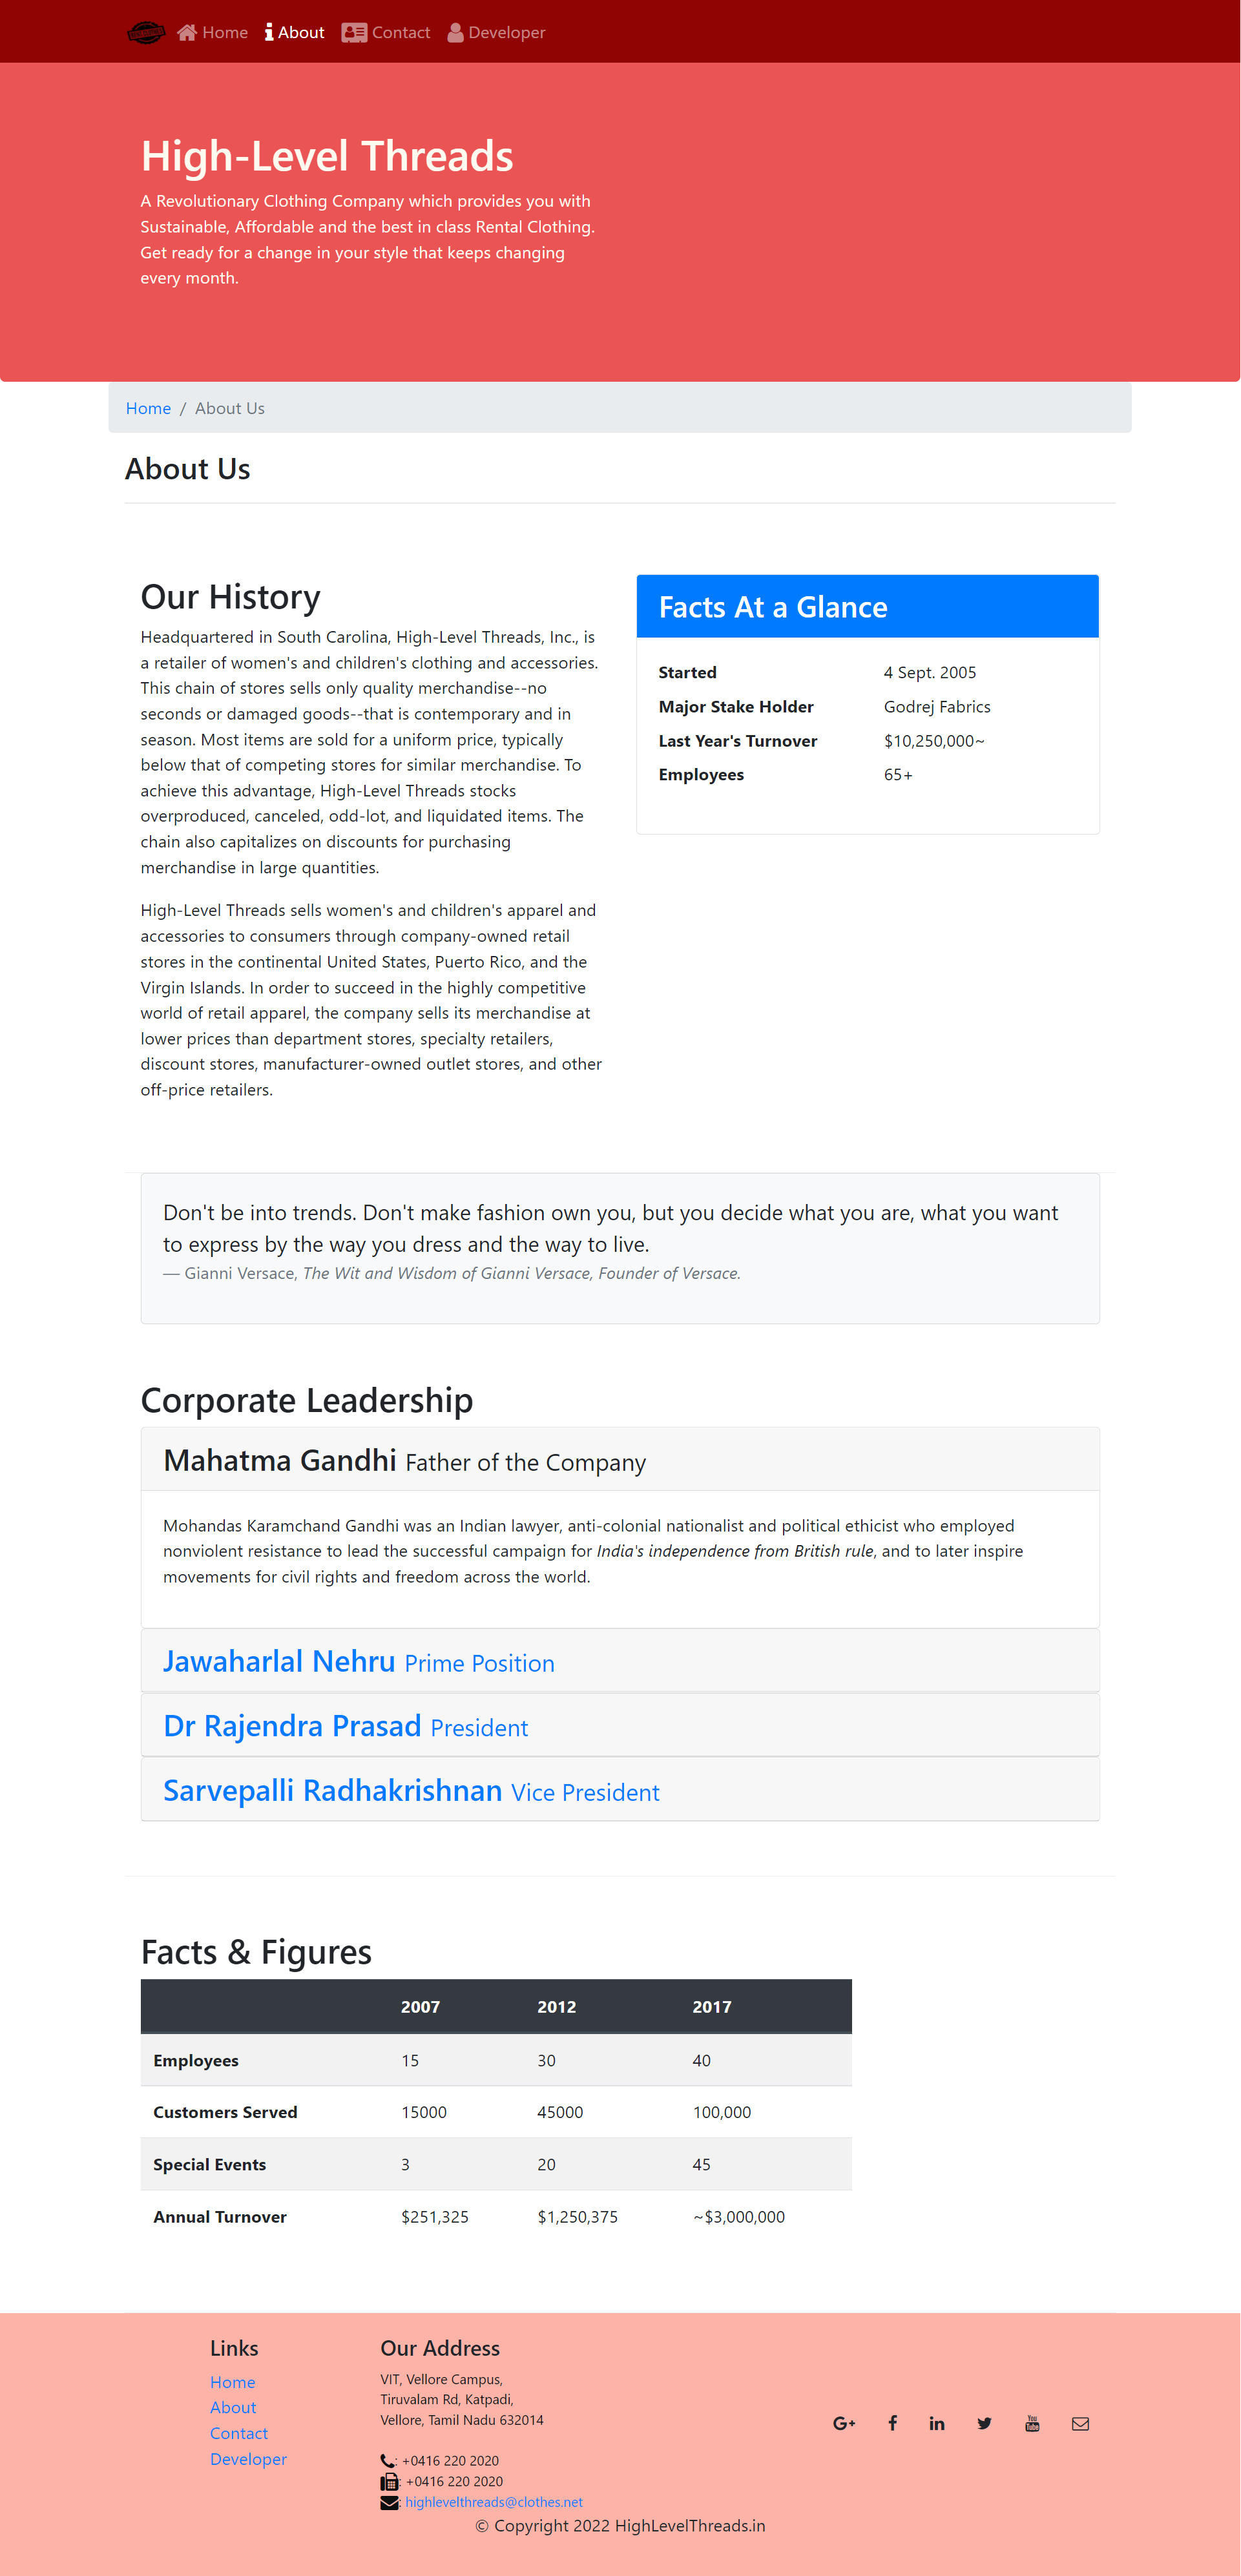 Home About Contact Developer
High-Level Threads
A Revolutionary Clothing Company which provides you with
Sustainable, Affordable and the best in class Rental Clothing.
Get ready for a change in your style that keeps changing
every month.
Home / About Us
About Us
Our History
Headquartered in South Carolina, High-Level Threads, Inc., is
a retailer of women's and children's clothing and accessories.
This chain of stores sells only quality merchandise--no
seconds or damaged goods--that is contemporary and in
season. Most items are sold for a uniform price, typically
below that of competing stores for similar merchandise. To
achieve this advantage, High-Level Threads stocks
overproduced, canceled, odd-lot, and liquidated items. The
chain also capitalizes on discounts for purchasing
merchandise in large quantities.
High-Level Threads sells women's and children's apparel and
accessories to consumers through company-owned retail
stores in the continental United States, Puerto Rico, and the
Virgin Islands. In order to succeed in the highly competitive
world of retail apparel, the company sells its merchandise at
lower prices than department stores, specialty retailers,
discount stores, manufacturer-owned outlet stores, and other
off-price retailers.
Facts At a Glance
Started 4 Sept. 2005
Major Stake Holder Godrej Fabrics
Last Year's Turnover $10,250,000~
Employees 65+
Don't be into trends. Don't make fashion own you, but you decide what you are, what you want
to express by the way you dress and the way to live.
— Gianni Versace, The Wit and Wisdom of Gianni Versace, Founder of Versace.
Corporate Leadership
Mahatma Gandhi Father of the Company
Mohandas Karamchand Gandhi was an Indian lawyer, anti-colonial nationalist and political ethicist who employed
nonviolent resistance to lead the successful campaign for India's independence from British rule, and to later inspire
movements for civil rights and freedom across the world.
Jawaharlal Nehru Prime Position
Dr Rajendra Prasad President
Sarvepalli Radhakrishnan Vice President
Facts & Figures
2007 2012 2017
Employees 15 30 40
Customers Served 15000 45000 100,000
Special Events 3 20 45
Annual Turnover $251,325 $1,250,375 ~$3,000,000
Links
Home
About
Contact
Developer
Our Address
VIT, Vellore Campus,
Tiruvalam Rd, Katpadi,
Vellore, Tamil Nadu 632014
: +0416 220 2020
: +0416 220 2020
: highlevelthreads@clothes.net
© Copyright 2022 HighLevelThreads.in